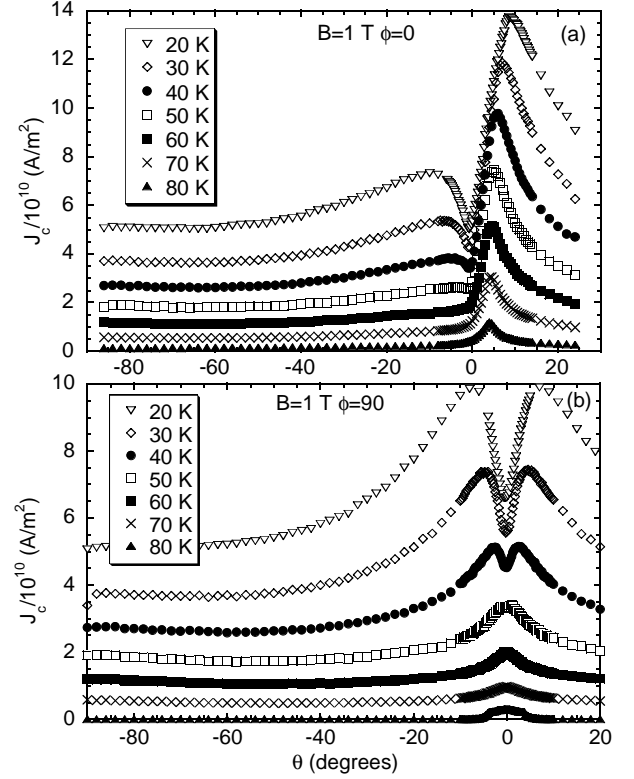 B=1 T ϕ=0
(a)
20 K
30 K
40 K
50 K
60 K
70 K
80 K
J_c/10^10 (A/m^2)
14
12
10
8
6
4
2
0
-80 -60 -40 -20 0 20
B=1 T ϕ=90
(b)
20 K
30 K
40 K
50 K
60 K
70 K
80 K
J_c/10^10 (A/m^2)
10
8
6
4
2
0
-80 -60 -40 -20 0 20
θ (degrees)